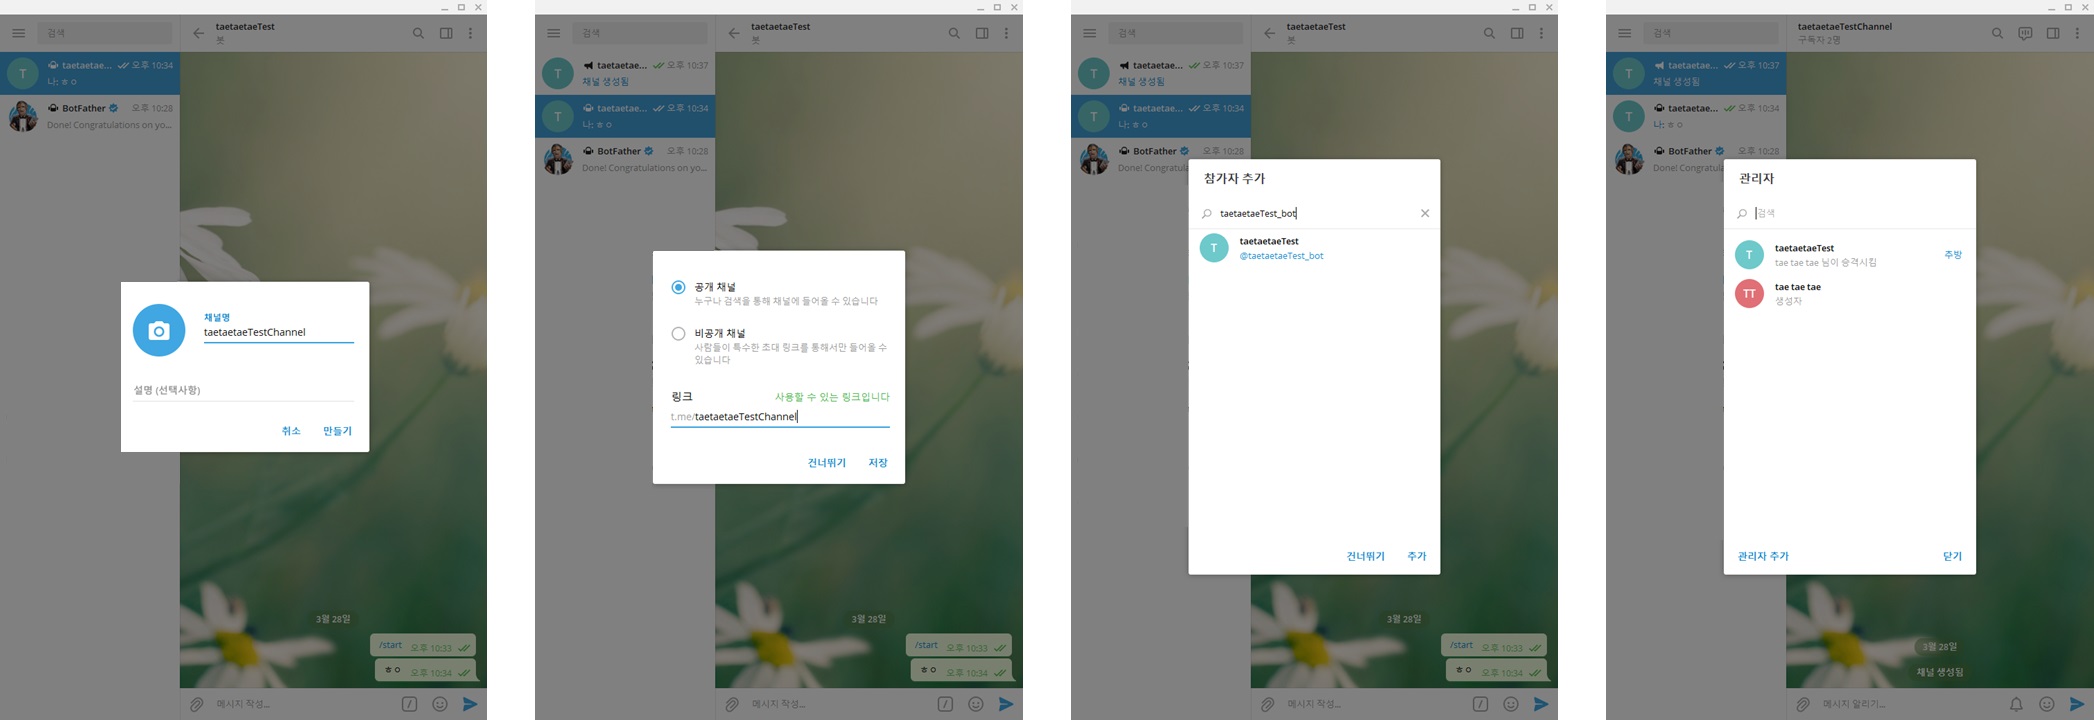 검색
taetaetaeTest
봇
T
taetaetae... 오후 10:34
나: ㅎㅇ
BotFather 오후 10:28
Done! Congratulations on yo...
채널명
taetaetaeTestChannel
설명 (선택사항)
취소 만들기
3월 28일
/start 오후 10:33
ㅎㅇ 오후 10:34
메시지 작성...
검색
taetaetaeTest
봇
T
taetaetae... 오후 10:37
채널 생성됨
T
taetaetae... 오후 10:34
나: ㅎㅇ
BotFather 오후 10:28
Done! Congratulations on yo...
공개 채널
누구나 검색을 통해 채널에 들어올 수 있습니다
비공개 채널
사람들이 특수한 초대 링크를 통해서만 들어올 수
있습니다
링크 사용할 수 있는 링크입니다
t.me/taetaetaeTestChannel
건너뛰기 저장
3월 28일
/start 오후 10:33
ㅎㅇ 오후 10:34
메시지 작성...
검색
taetaetaeTest
봇
T
taetaetae... 오후 10:37
채널 생성됨
T
taetaetae... 오후 10:34
나: ㅎㅇ
BotFather 오후 10:28
Done! Congratula
참가자 추가
taetaetaeTest_bot
T
taetaetaeTest
@taetaetaeTest_bot
건너뛰기 추가
3월 28일
/start 오후 10:33
ㅎㅇ 오후 10:34
메시지 작성...
검색
taetaetaeTestChannel
구독자 2명
T
taetaetae... 오후 10:37
채널 생성됨
T
taetaetae... 오후 10:34
나: ㅎㅇ
BotFather 오후 10:28
Done! Congratula
관리자
검색
T
taetaetaeTest
tae tae tae 님이 승격시킴
추방
TT
tae tae tae
생성자
관리자 추가 닫기
3월 28일
채널 생성됨
메시지 알리기...